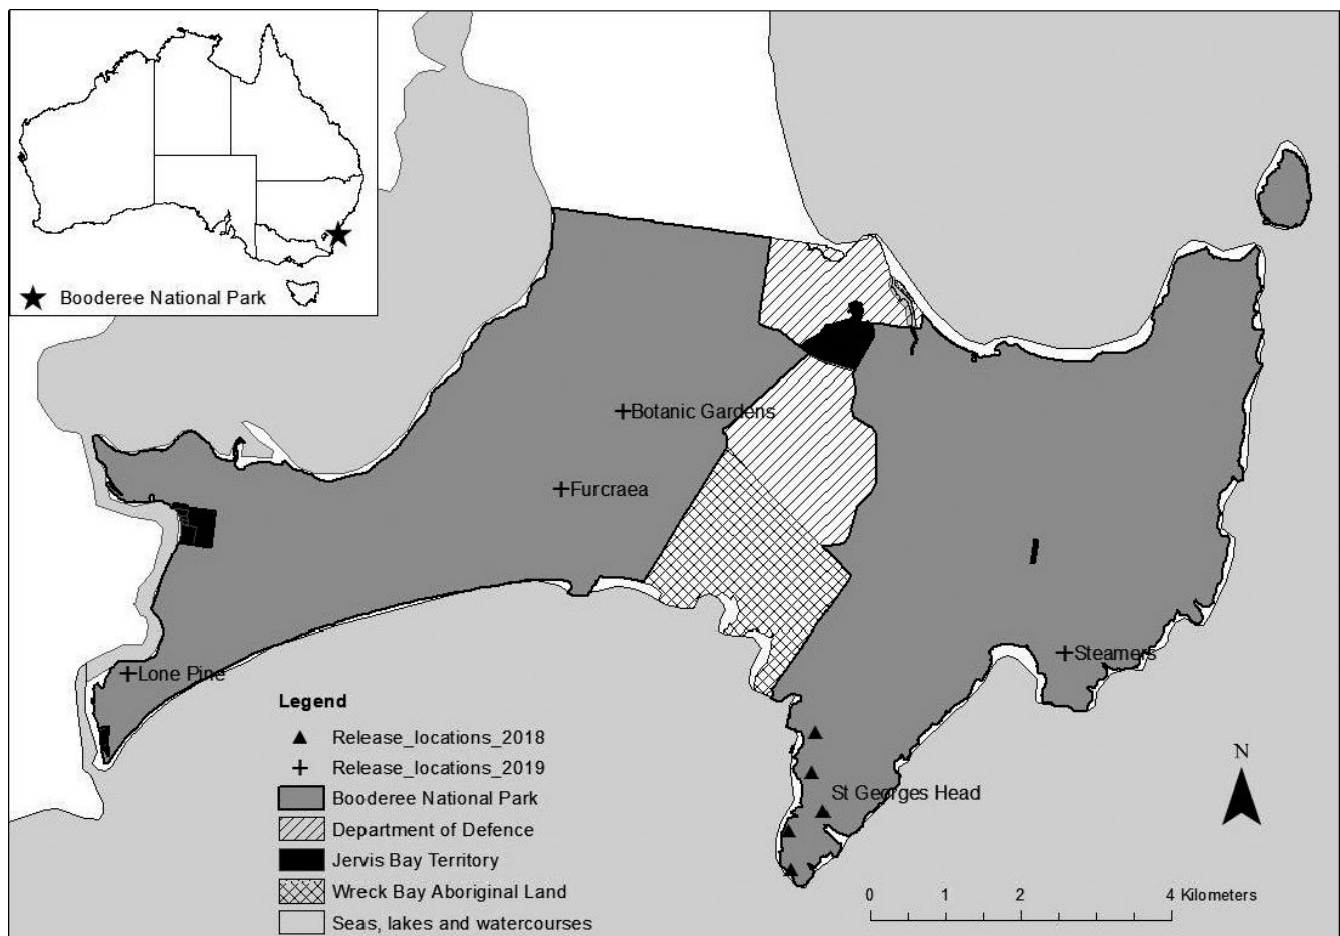 Booderee National Park
Botanic Gardens
Furcraea
Lone Pine
Steamers
St Georges Head
Legend
Release_locations_2018
Release_locations_2019
Booderee National Park
Department of Defence
Jervis Bay Territory
Wreck Bay Aboriginal Land
Seas, lakes and watercourses
N
0 1 2 4 Kilometers